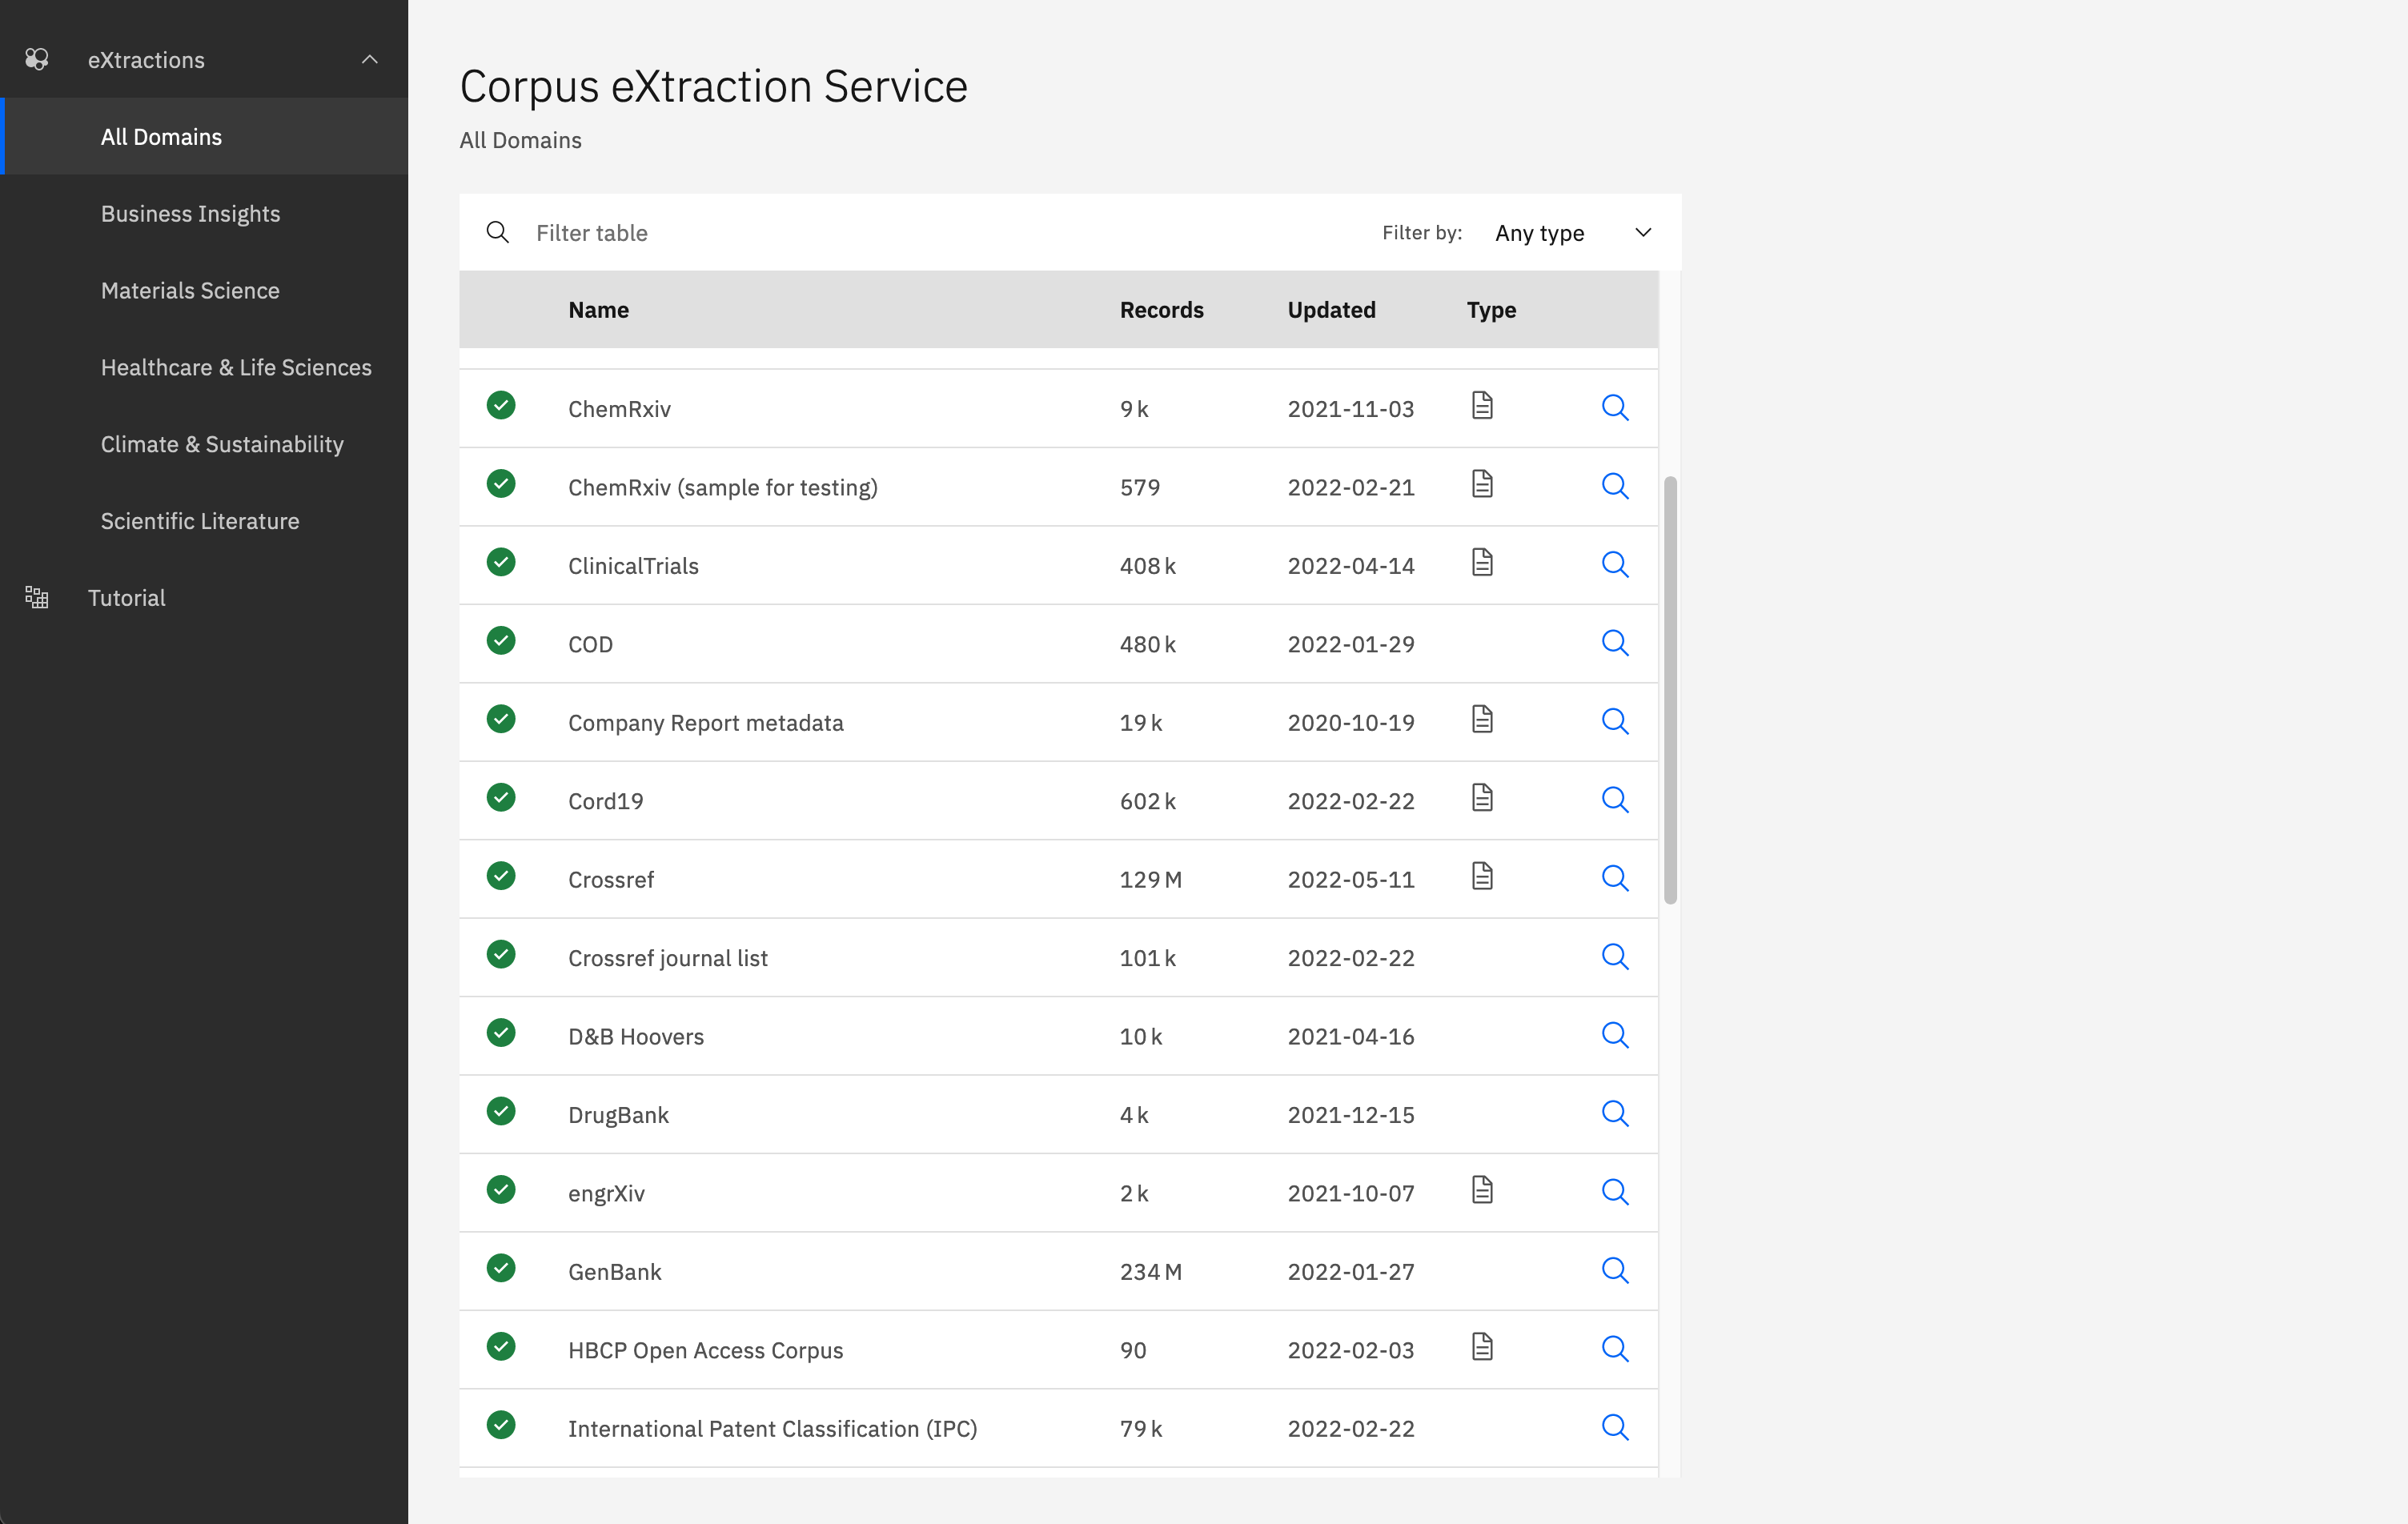 eXtractions
All Domains
Business Insights
Materials Science
Healthcare & Life Sciences
Climate & Sustainability
Scientific Literature
Tutorial
Corpus eXtraction Service
All Domains
Filter table Filter by: Any type
Name Records Updated Type
ChemRxiv 9 k 2021-11-03
ChemRxiv (sample for testing) 579 2022-02-21
ClinicalTrials 408 k 2022-04-14
COD 480 k 2022-01-29
Company Report metadata 19 k 2020-10-19
Cord19 602 k 2022-02-22
Crossref 129 M 2022-05-11
Crossref journal list 101 k 2022-02-22
D&B Hoovers 10 k 2021-04-16
DrugBank 4 k 2021-12-15
engrXiv 2 k 2021-10-07
GenBank 234 M 2022-01-27
HBCP Open Access Corpus 90 2022-02-03
International Patent Classification (IPC) 79 k 2022-02-22